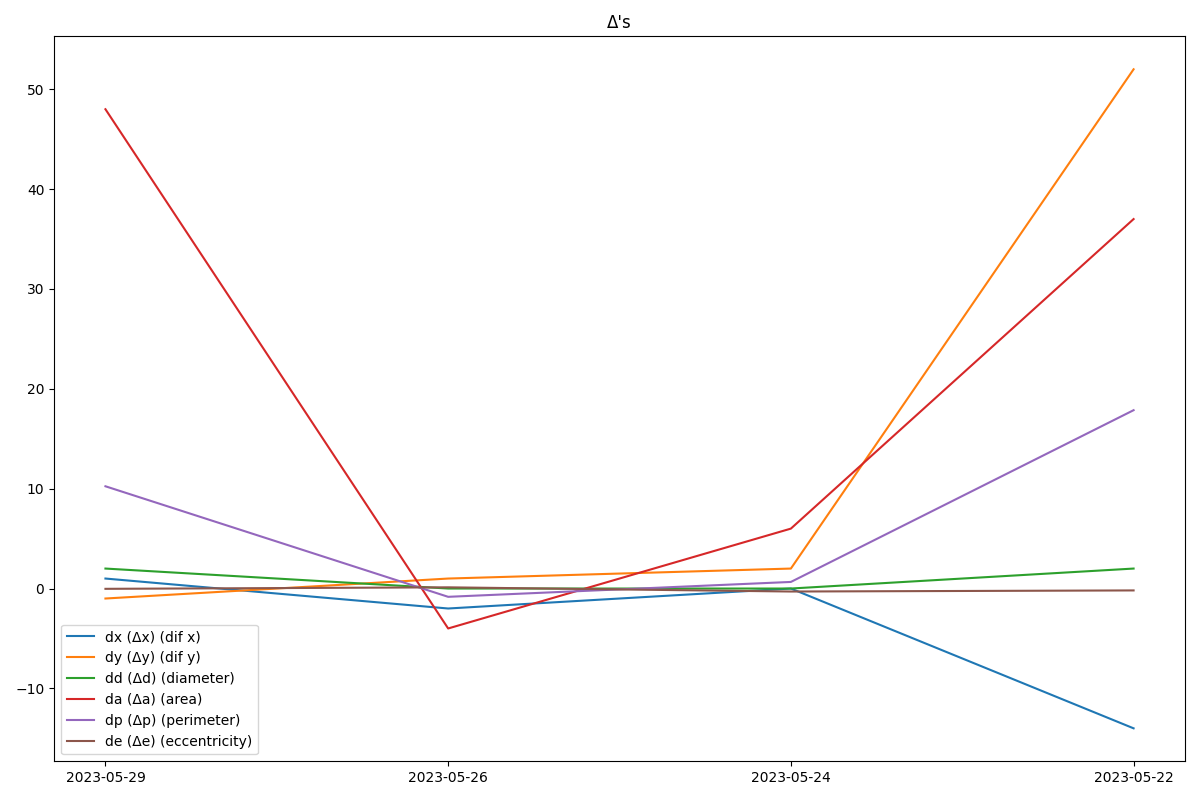 Δ's
50
40
30
20
10
0
−10
dx (Δx) (dif x)
dy (Δy) (dif y)
dd (Δd) (diameter)
da (Δa) (area)
dp (Δp) (perimeter)
de (Δe) (eccentricity)
2023-05-29 2023-05-26 2023-05-24 2023-05-22